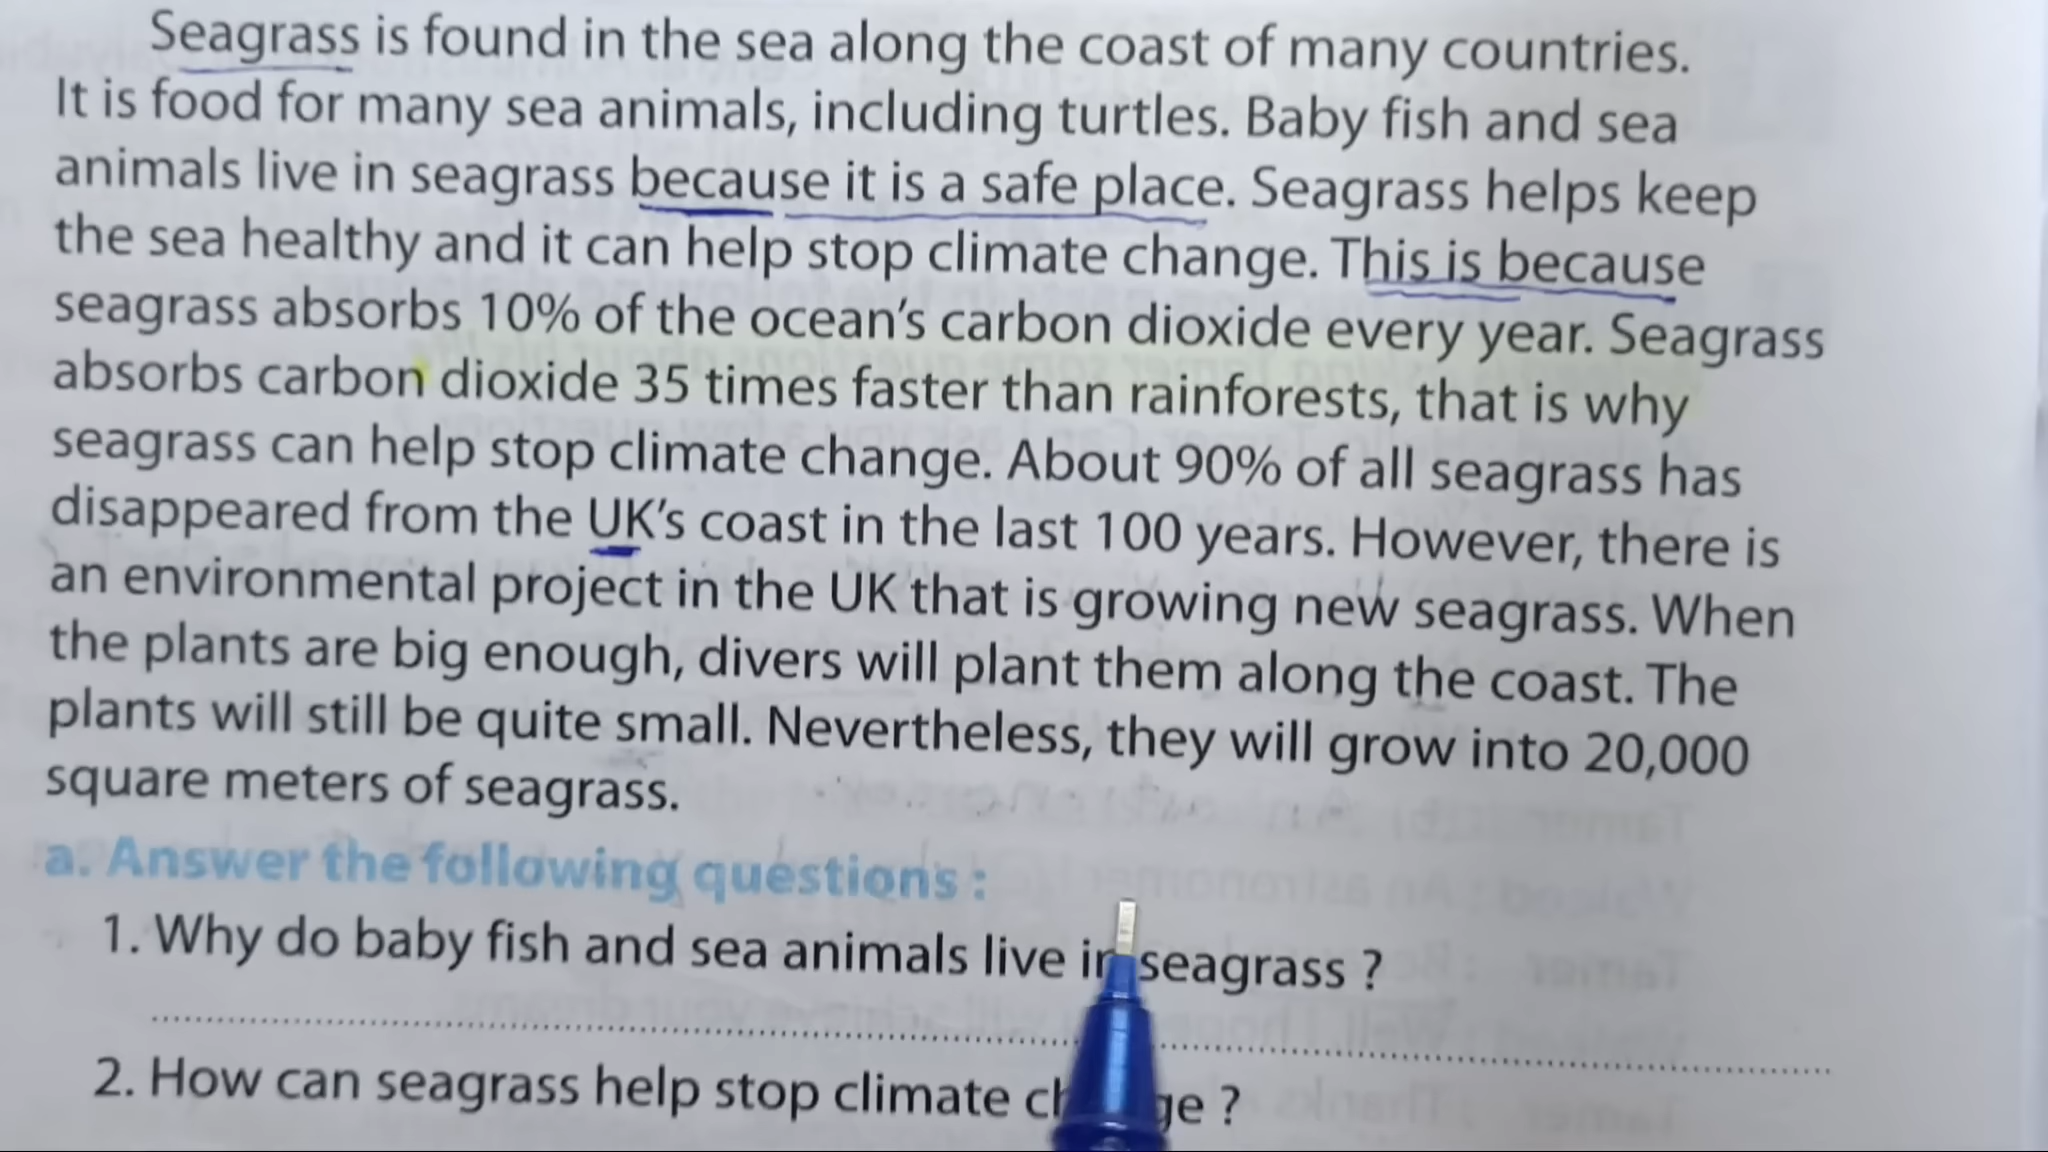 Seagrass is found in the sea along the coast of many countries.
It is food for many sea animals, including turtles. Baby fish and sea
animals live in seagrass because it is a safe place. Seagrass helps keep
the sea healthy and it can help stop climate change. This is because
seagrass absorbs 10% of the ocean's carbon dioxide every year. Seagrass
absorbs carbon dioxide 35 times faster than rainforests, that is why
seagrass can help stop climate change. About 90% of all seagrass has
disappeared from the UK's coast in the last 100 years. However, there is
an environmental project in the UK that is growing new seagrass. When
the plants are big enough, divers will plant them along the coast. The
plants will still be quite small. Nevertheless, they will grow into 20,000
square meters of seagrass.
a. Answer the following questions :
1. Why do baby fish and sea animals live in seagrass ?
2. How can seagrass help stop climate change ?